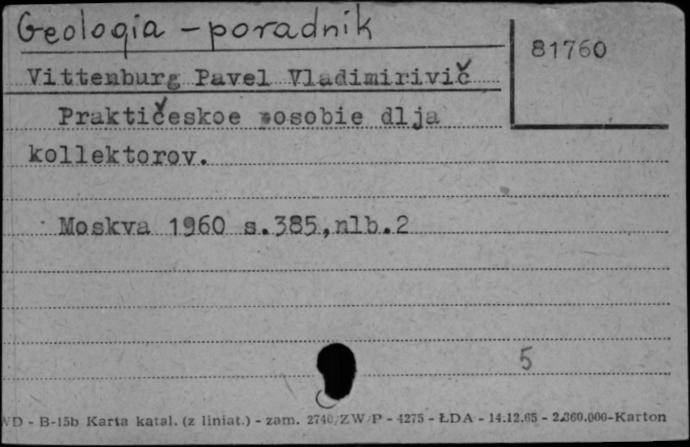 Geologia - poradnik
81760
Vittenburg Pavel Vladimirivič
Praktičeskoe posobie dlja
kollektorov.
Moskva 1960 s.385,nlb.2
5
WD - B-15b Karta katal. (z liniat.) - zam. 2740/ZW/P - 4275 - ŁDA - 14.12.65 - 2.360.000-Karton